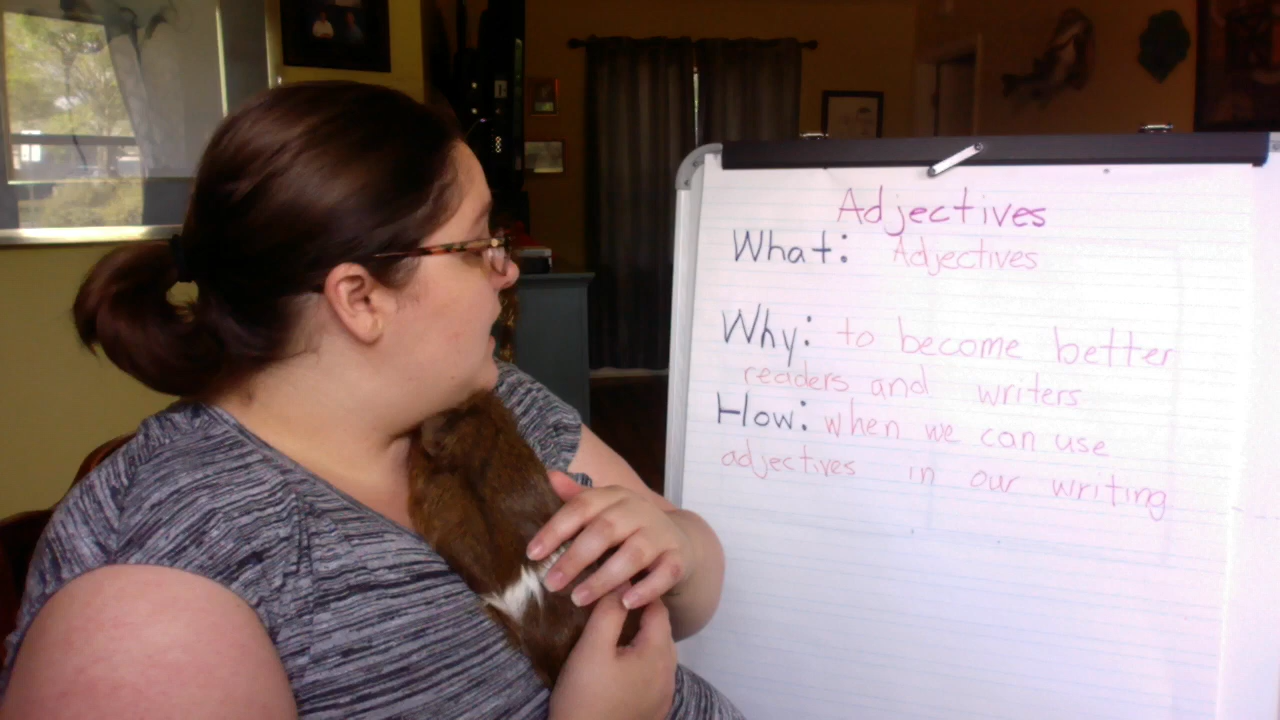 Adjectives
What: Adjectives
Why: to become better
readers and writers
How: when we can use
adjectives in our writing